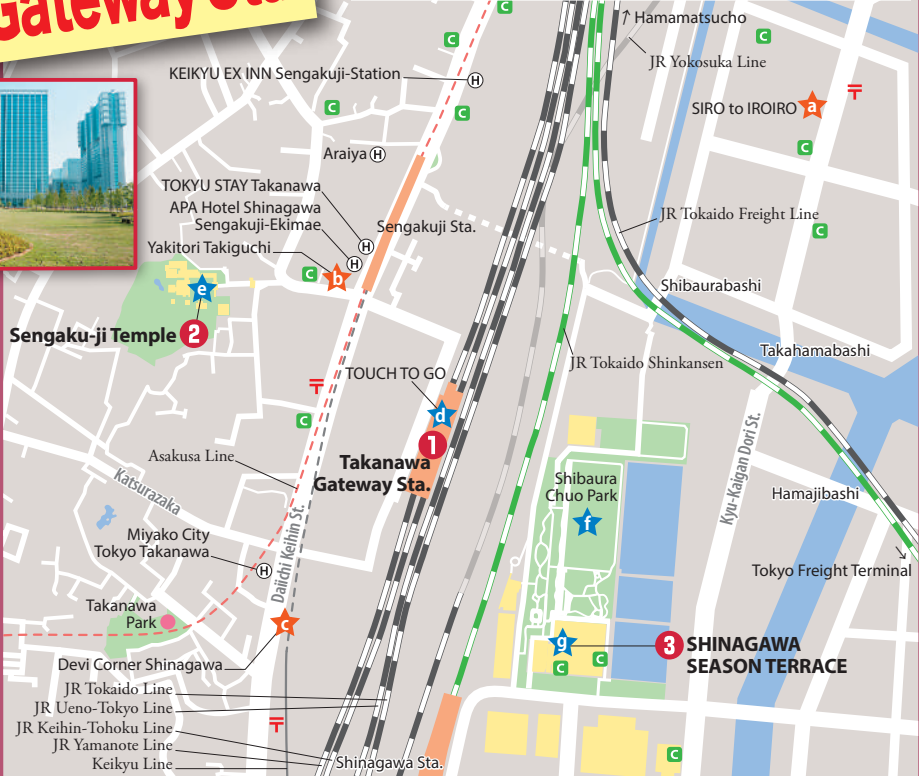 Gateway Sta.
Hamamatsucho
JR Yokosuka Line
KEIKYU EX INN Sengakuji-Station
SIRO to IROIRO
a
Araiya
TOKYU STAY Takanawa
APA Hotel Shinagawa
Sengakuji-Ekimae
Yakitori Takiguchi
b
Sengakuji Sta.
JR Tokaido Freight Line
e
Sengaku-ji Temple 2
Shibaurabashi
Takahamabashi
JR Tokaido Shinkansen
TOUCH TO GO
d
1
Takanawa
Gateway Sta.
Asakusa Line
Katsurazaka
Daiichi Keihin St.
Kyu-Kaigan Dori St.
Shibaura
Chuo Park
f
Hamajibashi
Miyako City
Tokyo Takanawa
Tokyo Freight Terminal
Takanawa
Park
c
Devi Corner Shinagawa
g
3 SHINAGAWA
SEASON TERRACE
JR Tokaido Line
JR Ueno-Tokyo Line
JR Keihin-Tohoku Line
JR Yamanote Line
Keikyu Line
Shinagawa Sta.
C
C
C
C
C
C
C
C
C
C
C
C
H
H
H
H
H